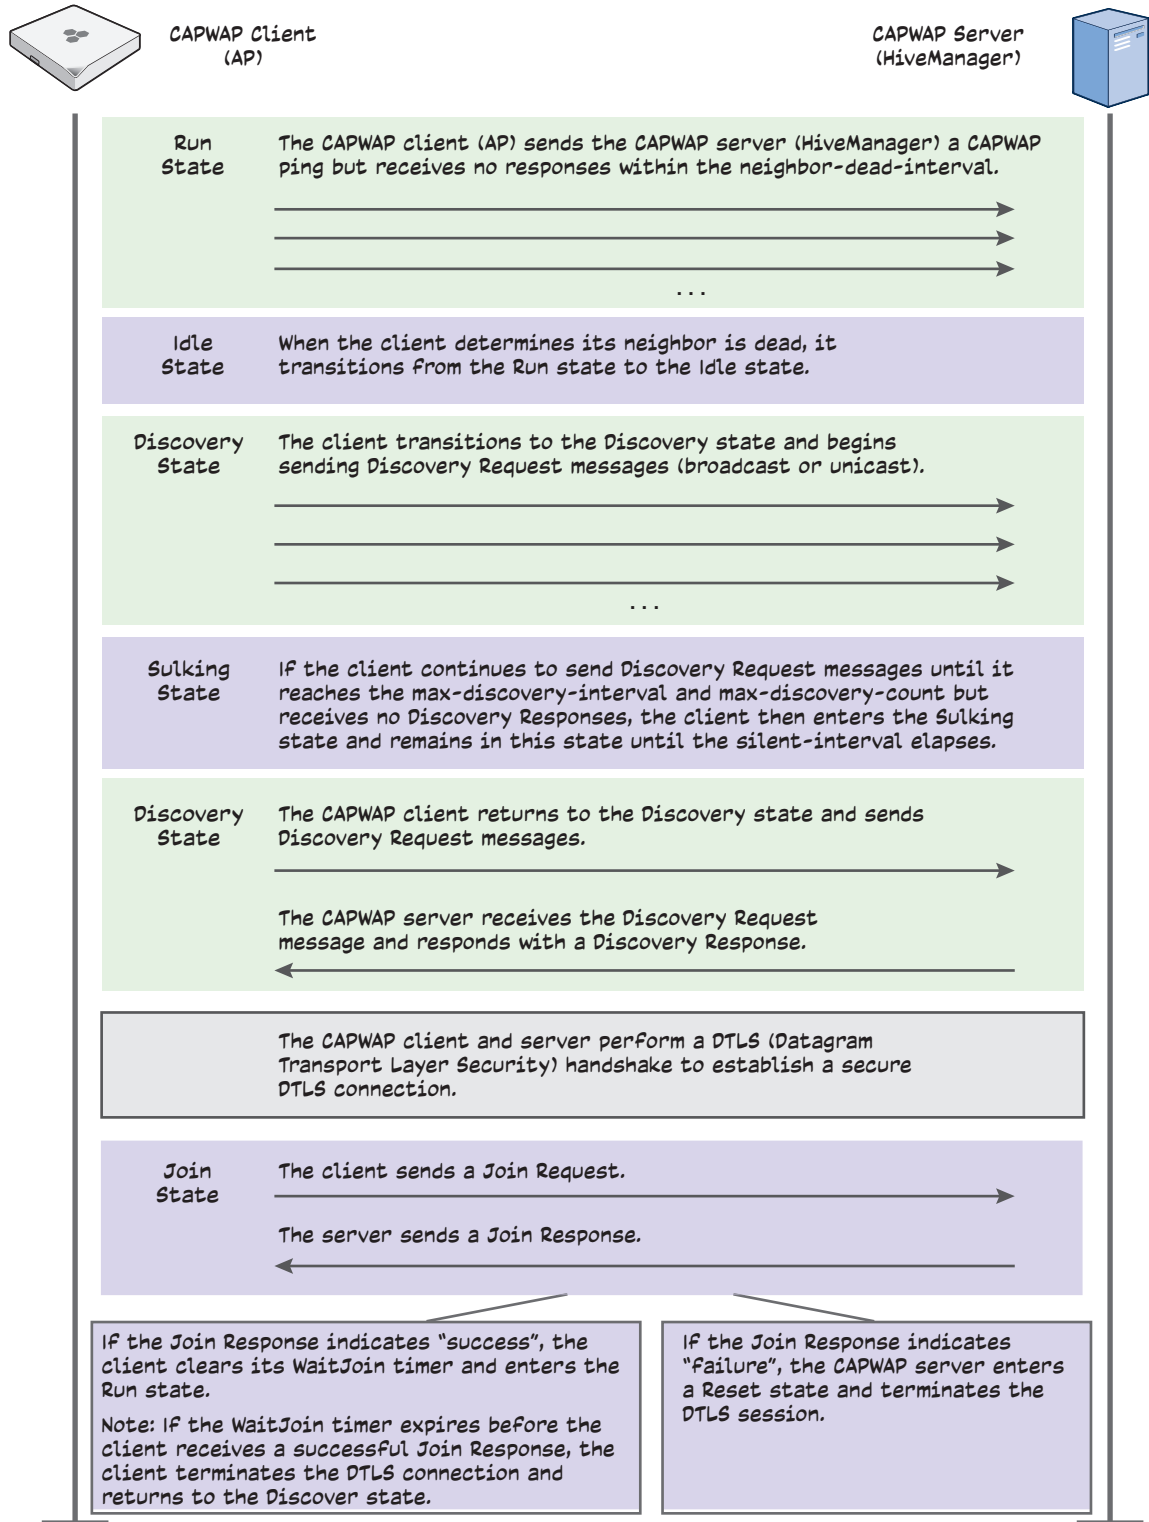 CAPWAP Client
(AP)
CAPWAP Server
(HiveManager)
Run
State
The CAPWAP client (AP) sends the CAPWAP server (HiveManager) a CAPWAP
ping but receives no responses within the neighbor-dead-interval.
...
Idle
State
When the client determines its neighbor is dead, it
transitions from the Run state to the Idle state.
Discovery
State
The client transitions to the Discovery state and begins
sending Discovery Request messages (broadcast or unicast).
...
Sulking
State
If the client continues to send Discovery Request messages until it
reaches the max-discovery-interval and max-discovery-count but
receives no Discovery Responses, the client then enters the Sulking
state and remains in this state until the silent-interval elapses.
Discovery
State
The CAPWAP client returns to the Discovery state and sends
Discovery Request messages.
The CAPWAP server receives the Discovery Request
message and responds with a Discovery Response.
The CAPWAP client and server perform a DTLS (Datagram
Transport Layer Security) handshake to establish a secure
DTLS connection.
Join
State
The client sends a Join Request.
The server sends a Join Response.
If the Join Response indicates “success”, the
client clears its WaitJoin timer and enters the
Run state.
Note: If the WaitJoin timer expires before the
client receives a successful Join Response, the
client terminates the DTLS connection and
returns to the Discover state.
If the Join Response indicates
“failure”, the CAPWAP server enters
a Reset state and terminates the
DTLS session.